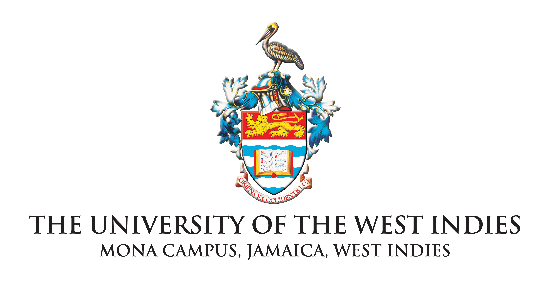 THE UNIVERSITY OF THE WEST INDIES
MONA CAMPUS, JAMAICA, WEST INDIES